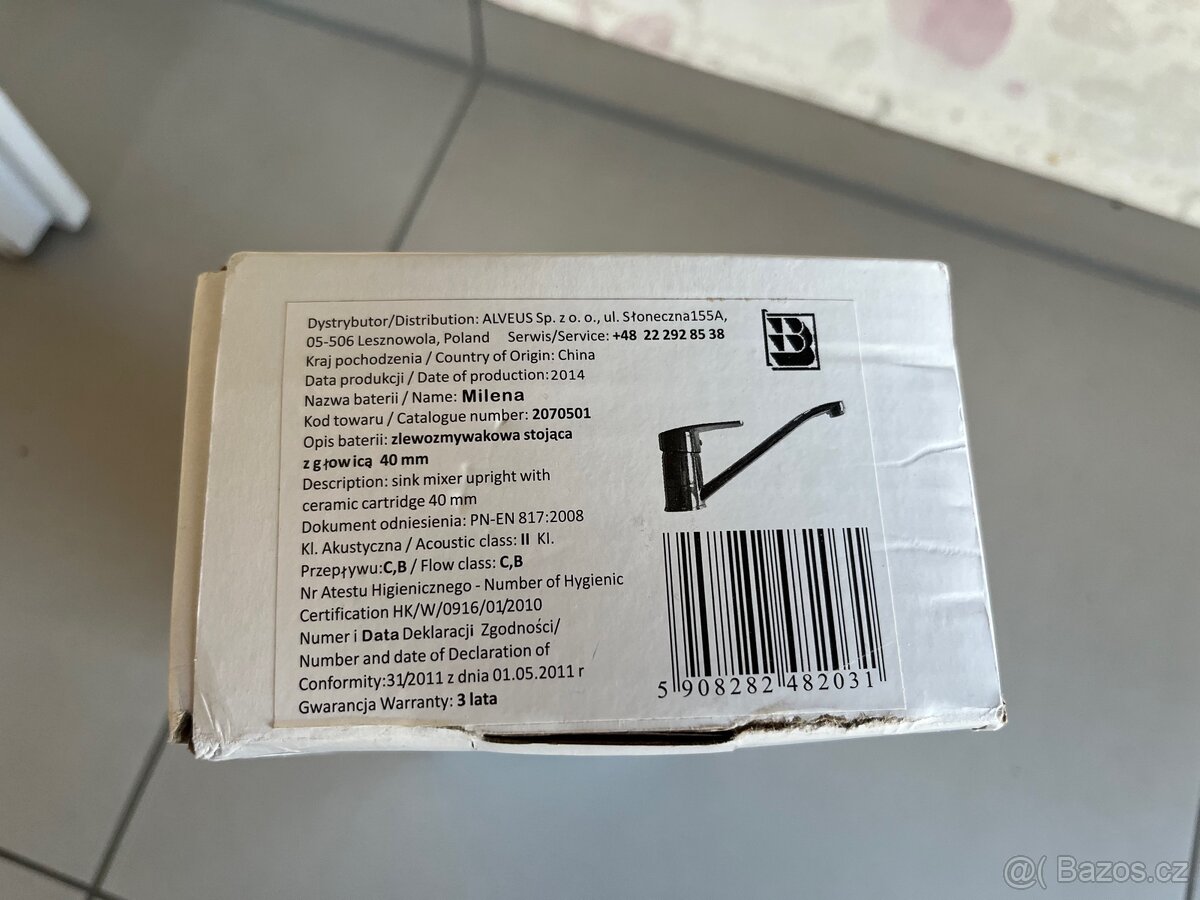 Dystrybutor/Distribution: ALVEUS Sp. z o. o., ul. Słoneczna155A,
05-506 Lesznowola, Poland Serwis/Service: +48 22 292 85 38
Kraj pochodzenia / Country of Origin: China
Data produkcji / Date of production: 2014
Nazwa baterii / Name: Milena
Kod towaru / Catalogue number: 2070501
Opis baterii: zlewozmywakowa stojąca
z głowicą 40 mm
Description: sink mixer upright with
ceramic cartridge 40 mm
Dokument odniesienia: PN-EN 817:2008
Kl. Akustyczna / Acoustic class: II Kl.
Przepływu:C,B / Flow class: C,B
Nr Atestu Higienicznego - Number of Hygienic
Certification HK/W/0916/01/2010
Numer i Data Deklaracji Zgodności/
Number and date of Declaration of
Conformity:31/2011 z dnia 01.05.2011 r
Gwarancja Warranty: 3 lata
B
5 908282 482031
@( Bazos.cz